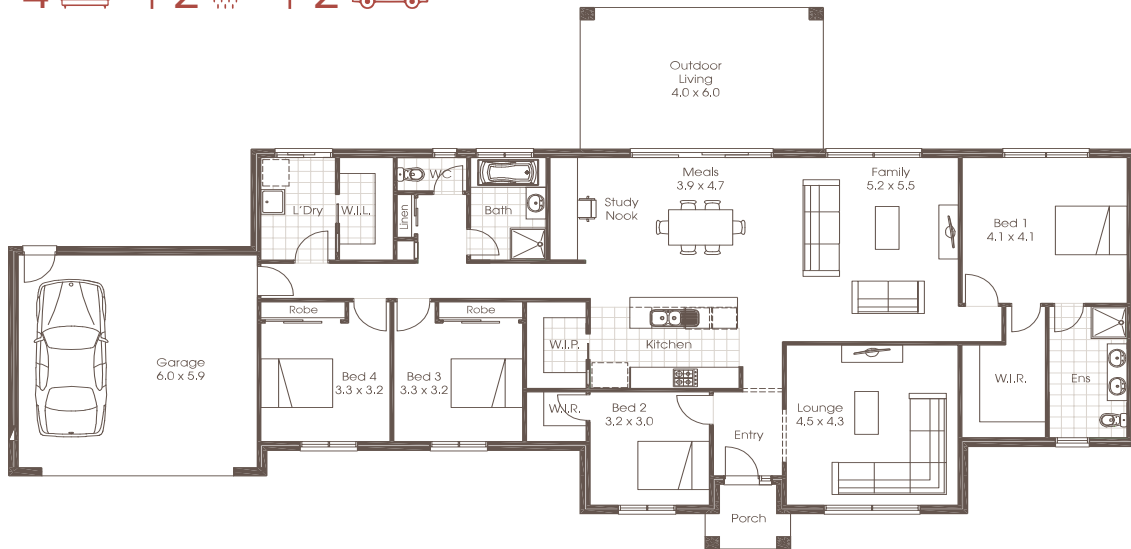 4 + 2 + 2
Outdoor
Living
4.0 x 6.0
WC
Meals
3.9 x 4.7
Family
5.2 x 5.5
L'Dry
W.I.L.
Linen
Bath
Study
Nook
Bed 1
4.1 x 4.1
Robe
Robe
Garage
6.0 x 5.9
W.I.P.
Kitchen
Bed 4
3.3 x 3.2
Bed 3
3.3 x 3.2
W.I.R.
Ens
W.I.R.
Bed 2
3.2 x 3.0
Entry
Lounge
4.5 x 4.3
Porch